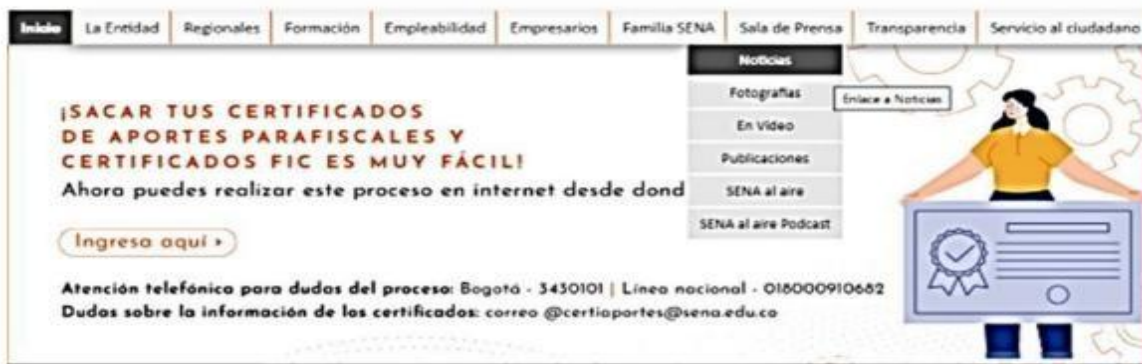 Inicio La Entidad Regionales Formación Empleabilidad Empresarios Familia SENA Sala de Prensa Transparencia Servicio al ciudadano
Noticias
Fotografías
Enlace a Noticias
En Video
Publicaciones
SENA al aire
SENA al aire Podcast
¡SACAR TUS CERTIFICADOS
DE APORTES PARAFISCALES Y
CERTIFICADOS FIC ES MUY FÁCIL!
Ahora puedes realizar este proceso en internet desde dond
Ingresa aquí ›
Atención telefónica para dudas del proceso: Bogotá - 3430101 | Línea nacional - 018000910682
Dudas sobre la información de los certificados: correo @certiaportes@sena.edu.co